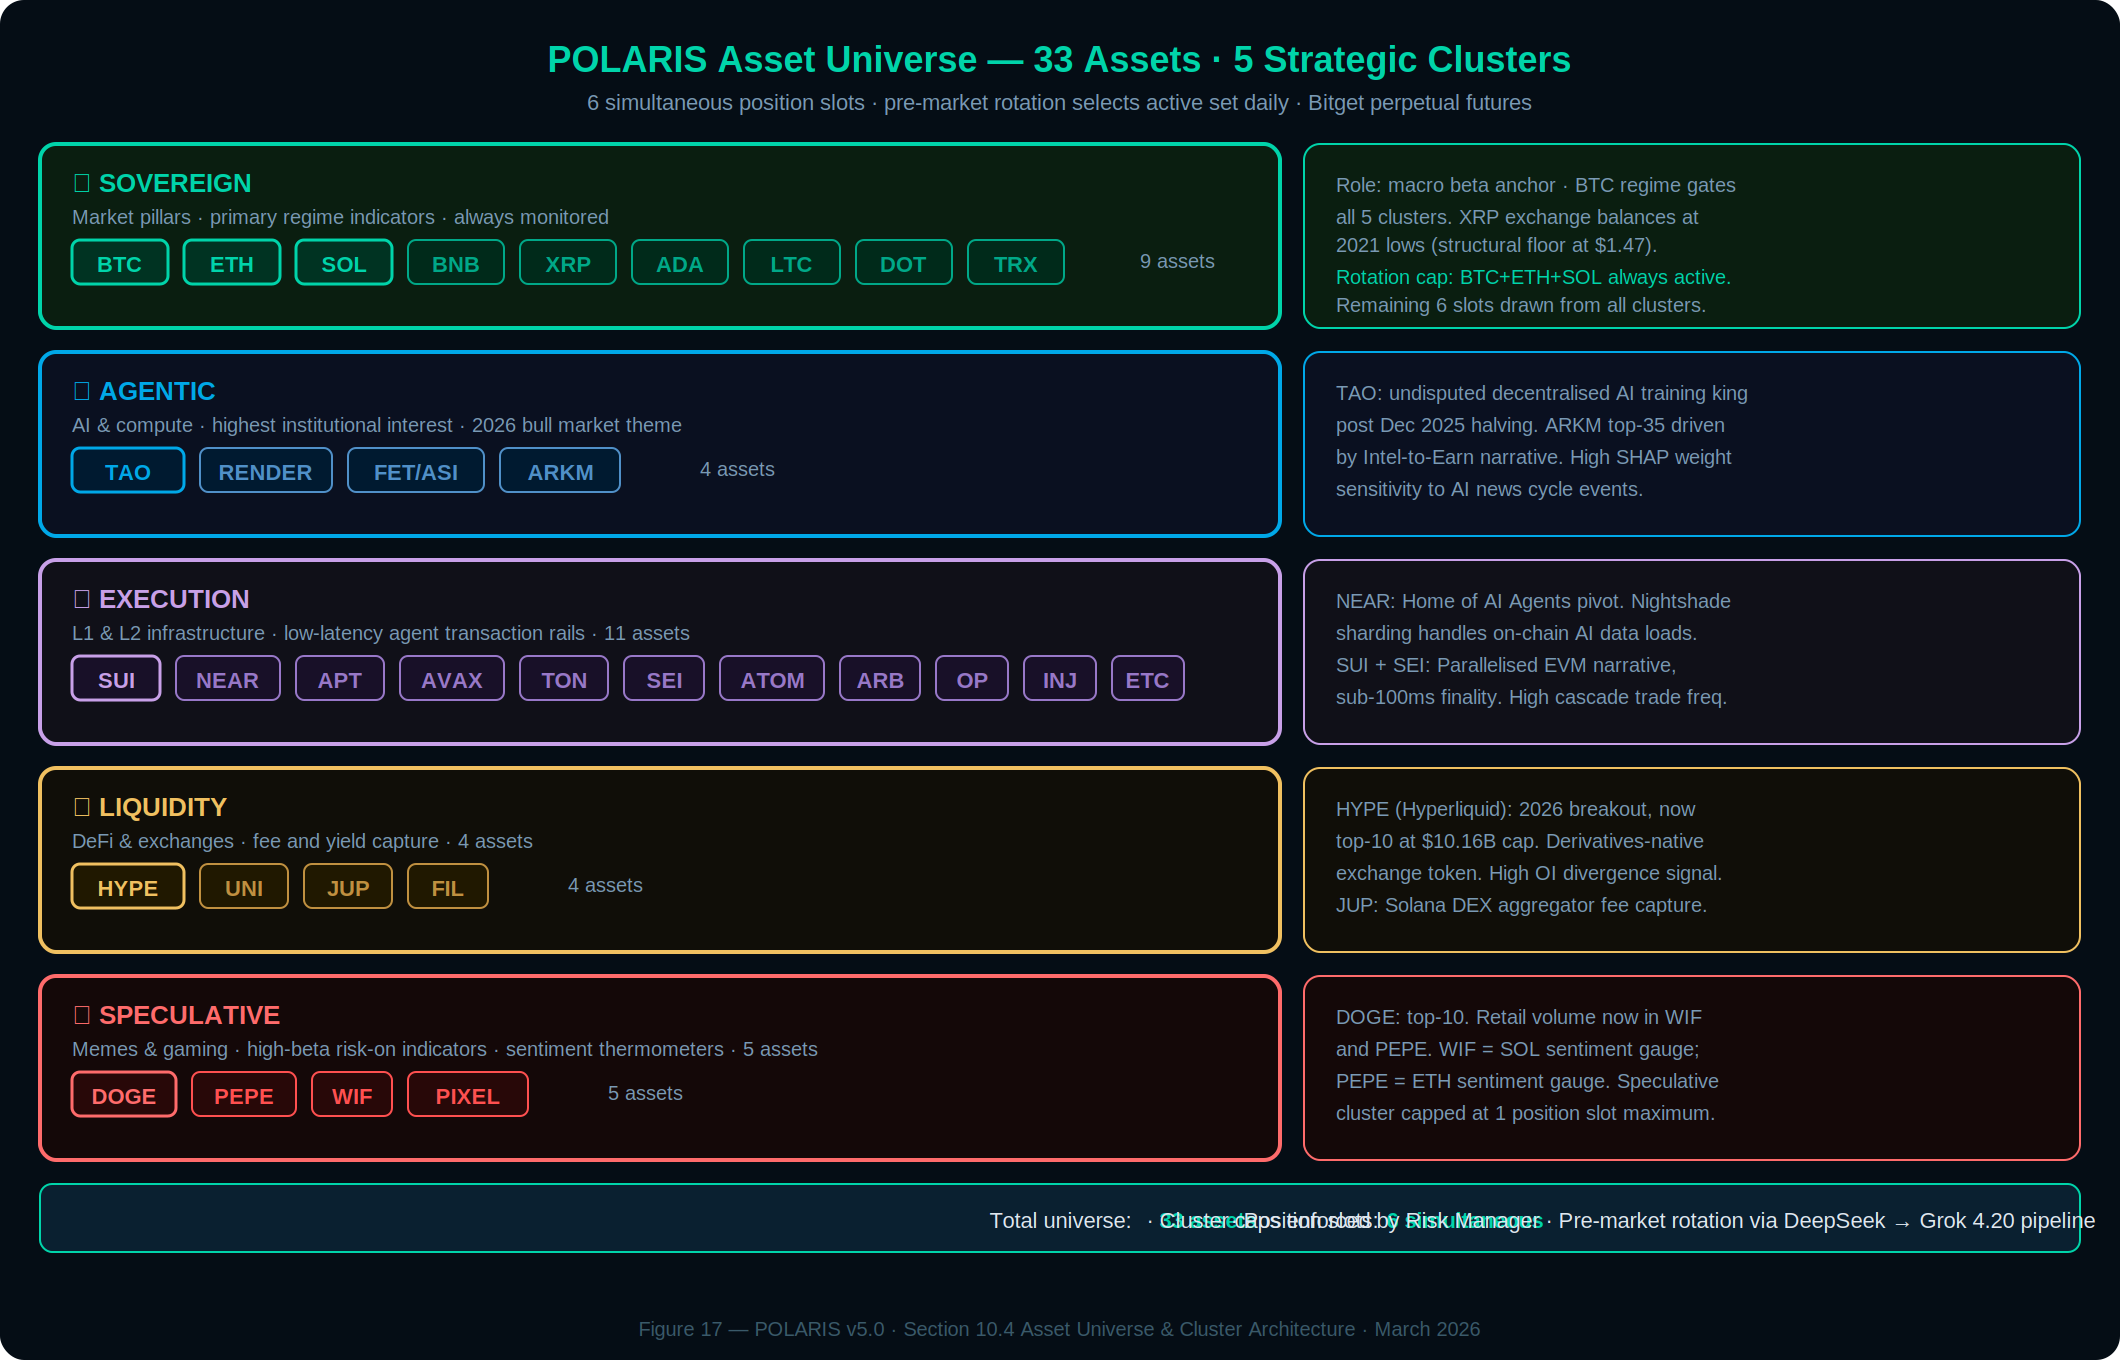 POLARIS Asset Universe — 33 Assets · 5 Strategic Clusters
6 simultaneous position slots · pre-market rotation selects active set daily · Bitget perpetual futures
SOVEREIGN
Market pillars · primary regime indicators · always monitored
BTC ETH SOL BNB XRP ADA LTC DOT TRX 9 assets
Role: macro beta anchor · BTC regime gates
all 5 clusters. XRP exchange balances at
2021 lows (structural floor at $1.47).
Rotation cap: BTC+ETH+SOL always active.
Remaining 6 slots drawn from all clusters.
AGENTIC
AI & compute · highest institutional interest · 2026 bull market theme
TAO RENDER FET/ASI ARKM 4 assets
TAO: undisputed decentralised AI training king
post Dec 2025 halving. ARKM top-35 driven
by Intel-to-Earn narrative. High SHAP weight
sensitivity to AI news cycle events.
EXECUTION
L1 & L2 infrastructure · low-latency agent transaction rails · 11 assets
SUI NEAR APT AVAX TON SEI ATOM ARB OP INJ ETC
NEAR: Home of AI Agents pivot. Nightshade
sharding handles on-chain AI data loads.
SUI + SEI: Parallelised EVM narrative,
sub-100ms finality. High cascade trade freq.
LIQUIDITY
DeFi & exchanges · fee and yield capture · 4 assets
HYPE UNI JUP FIL 4 assets
HYPE (Hyperliquid): 2026 breakout, now
top-10 at $10.16B cap. Derivatives-native
exchange token. High OI divergence signal.
JUP: Solana DEX aggregator fee capture.
SPECULATIVE
Memes & gaming · high-beta risk-on indicators · sentiment thermometers · 5 assets
DOGE PEPE WIF PIXEL 5 assets
DOGE: top-10. Retail volume now in WIF
and PEPE. WIF = SOL sentiment gauge;
PEPE = ETH sentiment gauge. Speculative
cluster capped at 1 position slot maximum.
Total universe: 33 assets · Position slots: 6 simultaneous · Cluster caps enforced by Risk Manager · Pre-market rotation via DeepSeek → Grok 4.20 pipeline
Figure 17 — POLARIS v5.0 · Section 10.4 Asset Universe & Cluster Architecture · March 2026